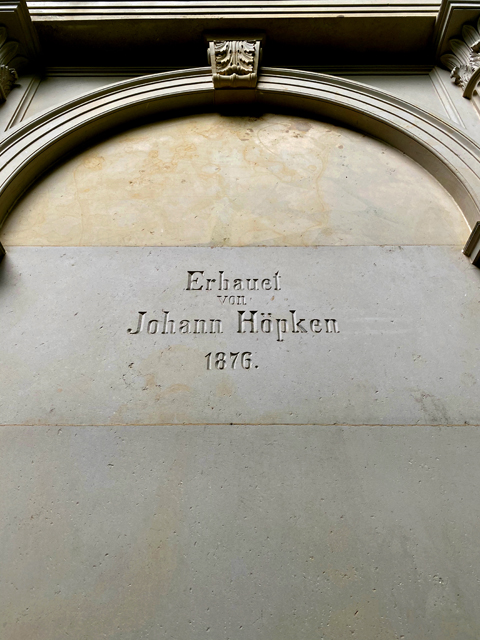 Erbauet
von
Johann Höpken
1876.